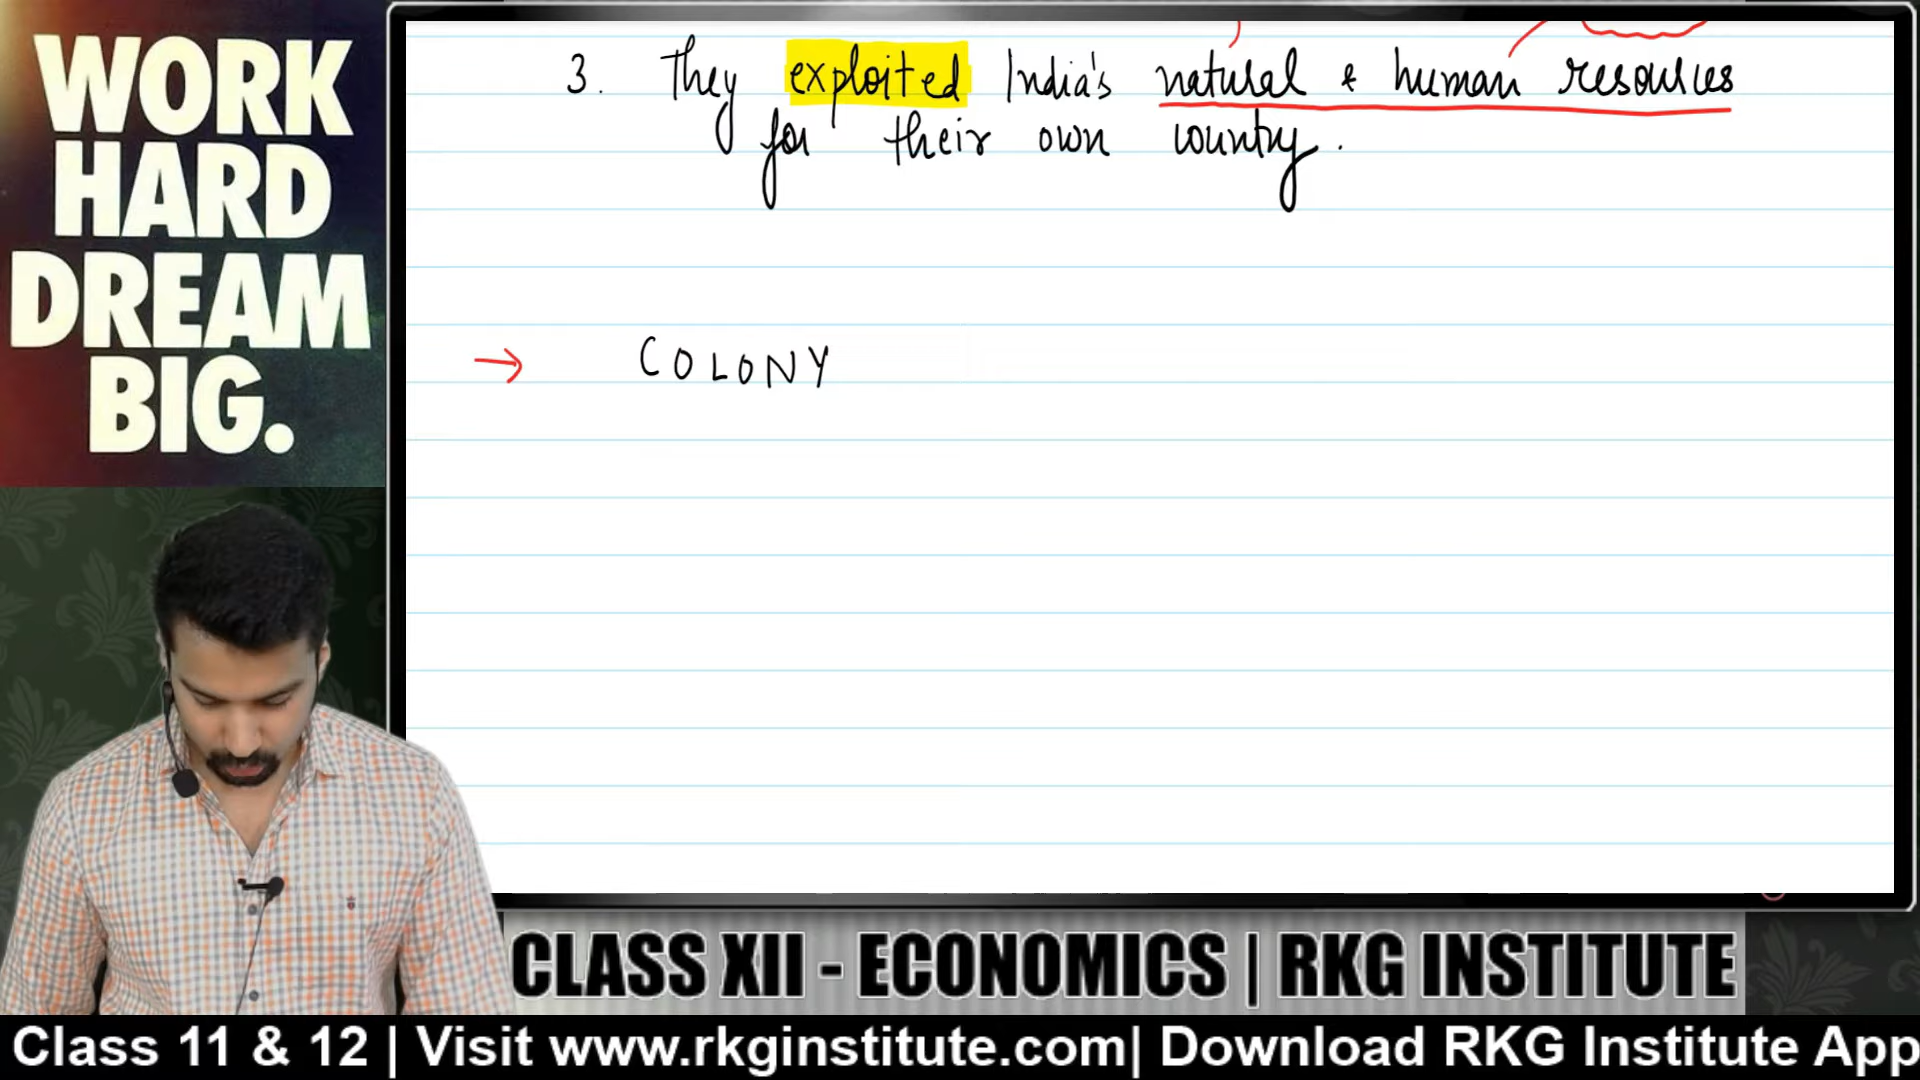 WORK
HARD
DREAM
BIG.
3. They exploited India's natural & human resources
for their own country.
→ COLONY
CLASS XII - ECONOMICS | RKG INSTITUTE
Class 11 & 12 | Visit www.rkginstitute.com| Download RKG Institute App